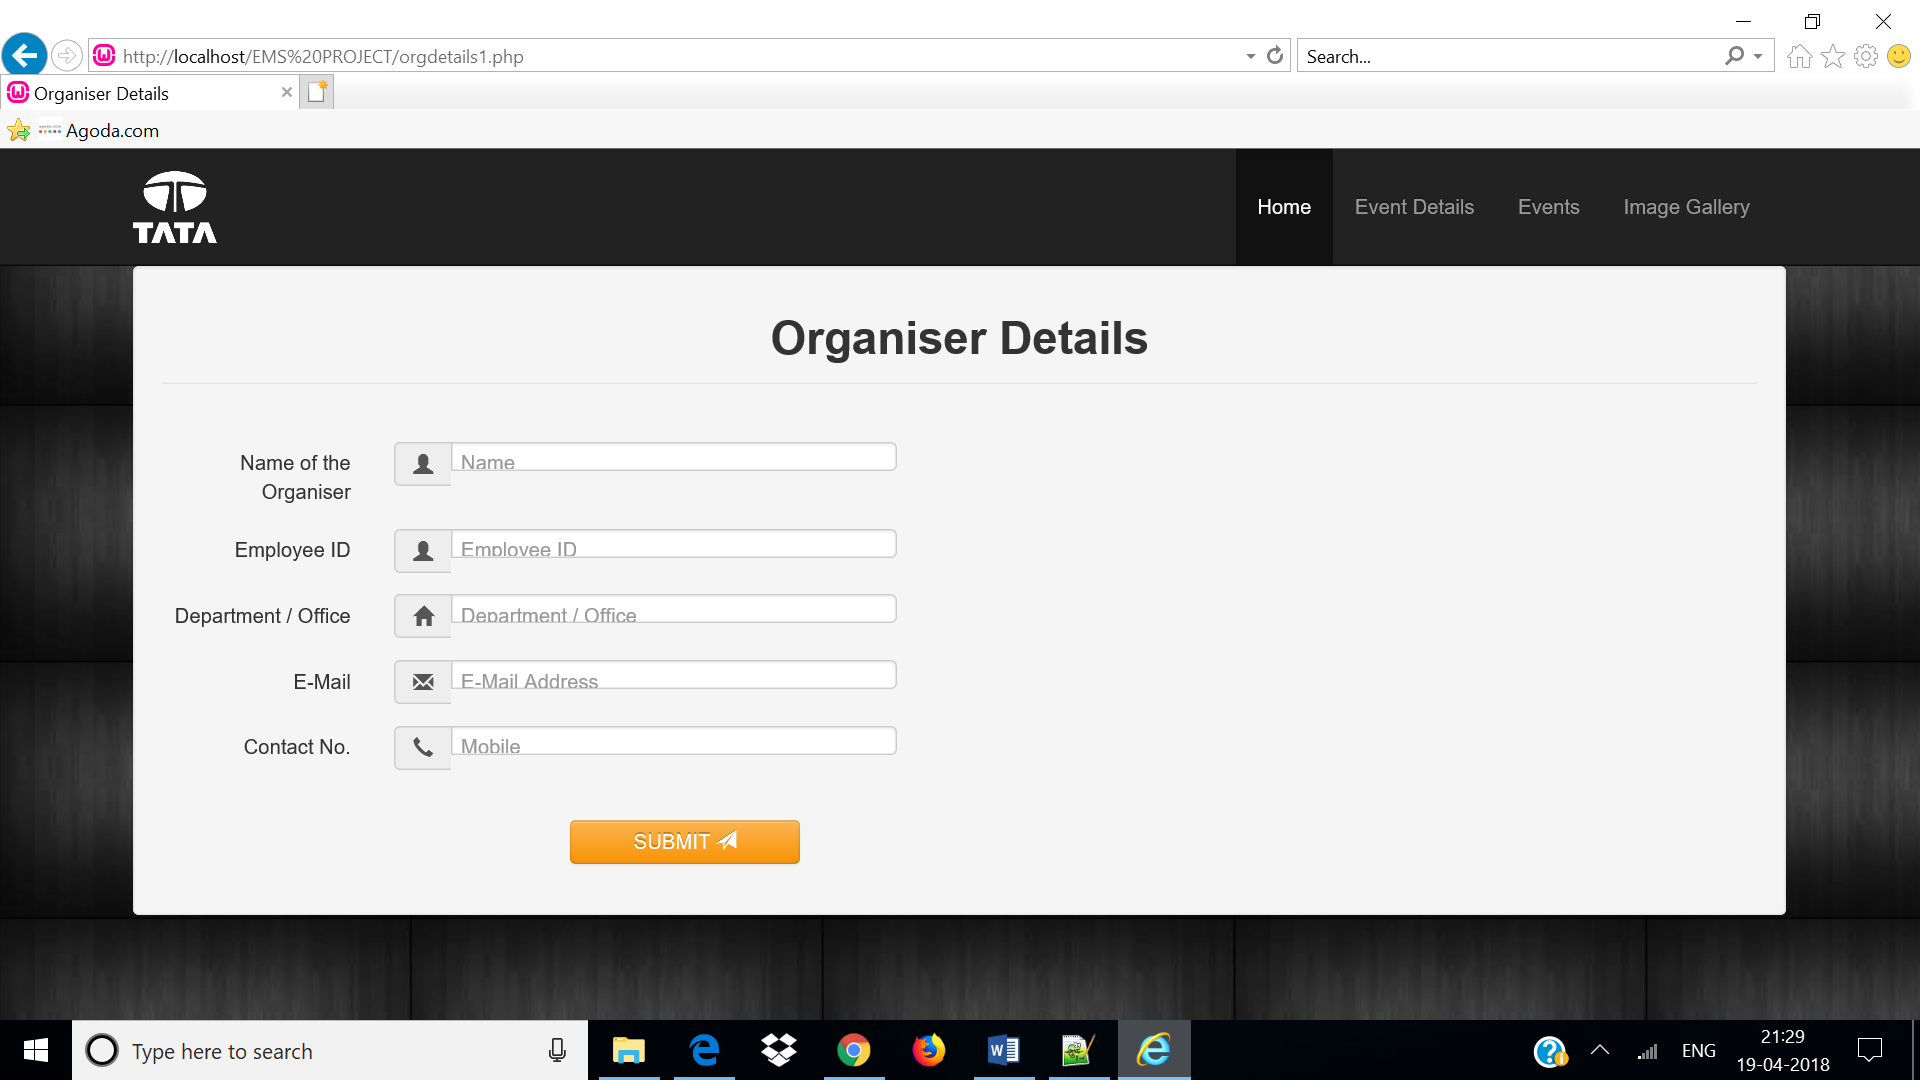 http://localhost/EMS%20PROJECT/orgdetails1.php
Search...
Organiser Details
Agoda.com
TATA
Home Event Details Events Image Gallery
Organiser Details
Name of the
Organiser
Name
Employee ID
Employee ID
Department / Office
Department / Office
E-Mail
E-Mail Address
Contact No.
Mobile
SUBMIT
Type here to search
ENG
21:29
19-04-2018